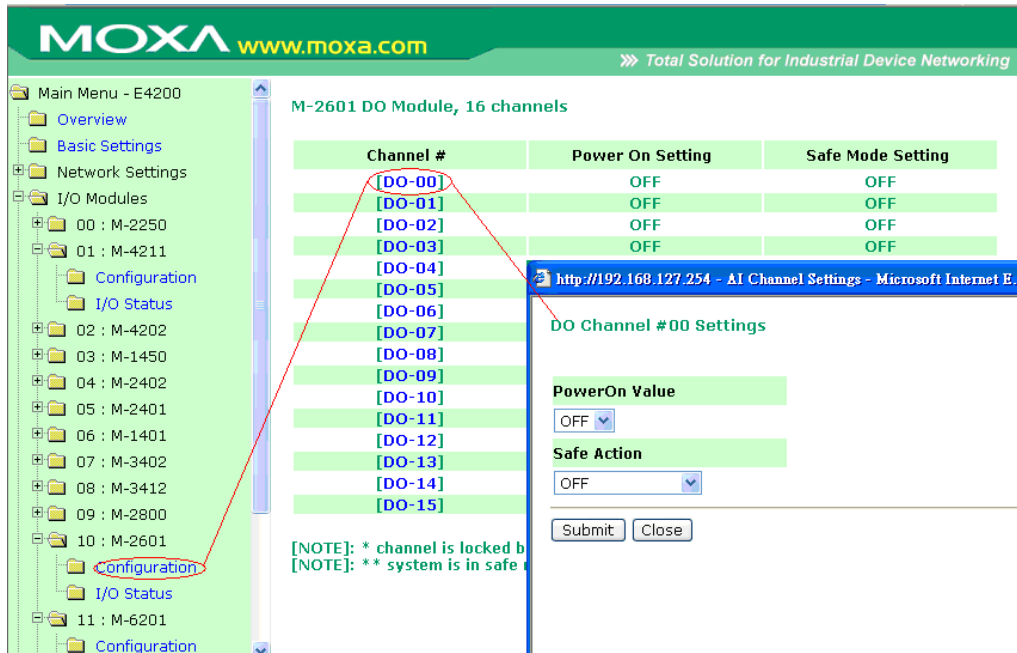 MOXA www.moxa.com
Total Solution for Industrial Device Networking
Main Menu - E4200
Overview
Basic Settings
Network Settings
I/O Modules
00 : M-2250
01 : M-4211
Configuration
I/O Status
02 : M-4202
03 : M-1450
04 : M-2402
05 : M-2401
06 : M-1401
07 : M-3402
08 : M-3412
09 : M-2800
10 : M-2601
Configuration
I/O Status
11 : M-6201
Configuration
M-2601 DO Module, 16 channels
Channel # Power On Setting Safe Mode Setting
[DO-00] OFF OFF
[DO-01] OFF OFF
[DO-02] OFF OFF
[DO-03] OFF OFF
[DO-04]
[DO-05]
[DO-06]
[DO-07]
[DO-08]
[DO-09]
[DO-10]
[DO-11]
[DO-12]
[DO-13]
[DO-14]
[DO-15]
[NOTE]: * channel is locked b
[NOTE]: ** system is in safe
http://192.168.127.254 - AI Channel Settings - Microsoft Internet E
DO Channel #00 Settings
PowerOn Value
OFF
Safe Action
OFF
Submit Close